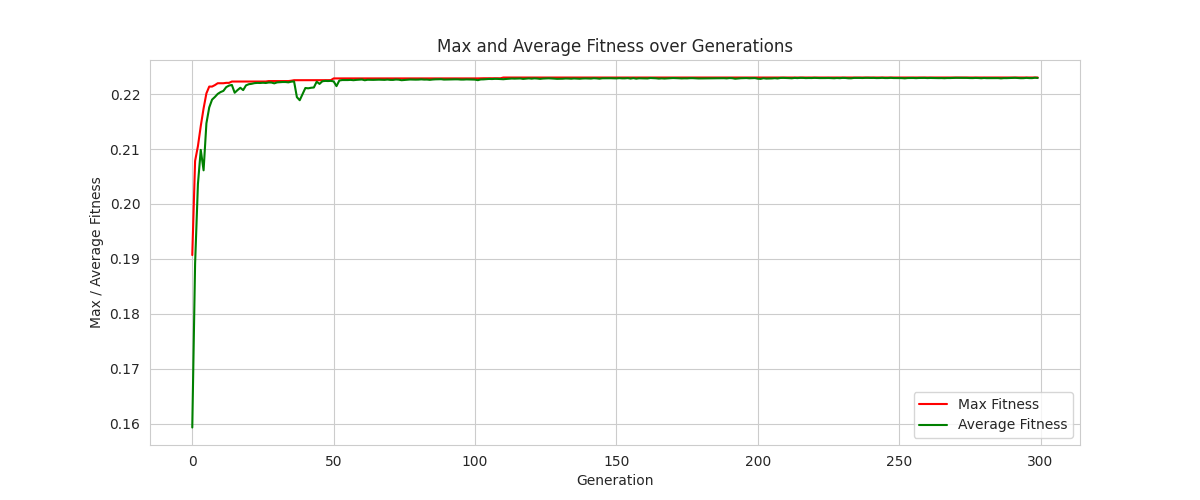 Max and Average Fitness over Generations
Max / Average Fitness
0.22
0.21
0.20
0.19
0.18
0.17
0.16
0
50
100
150
200
250
300
Generation
Max Fitness
Average Fitness